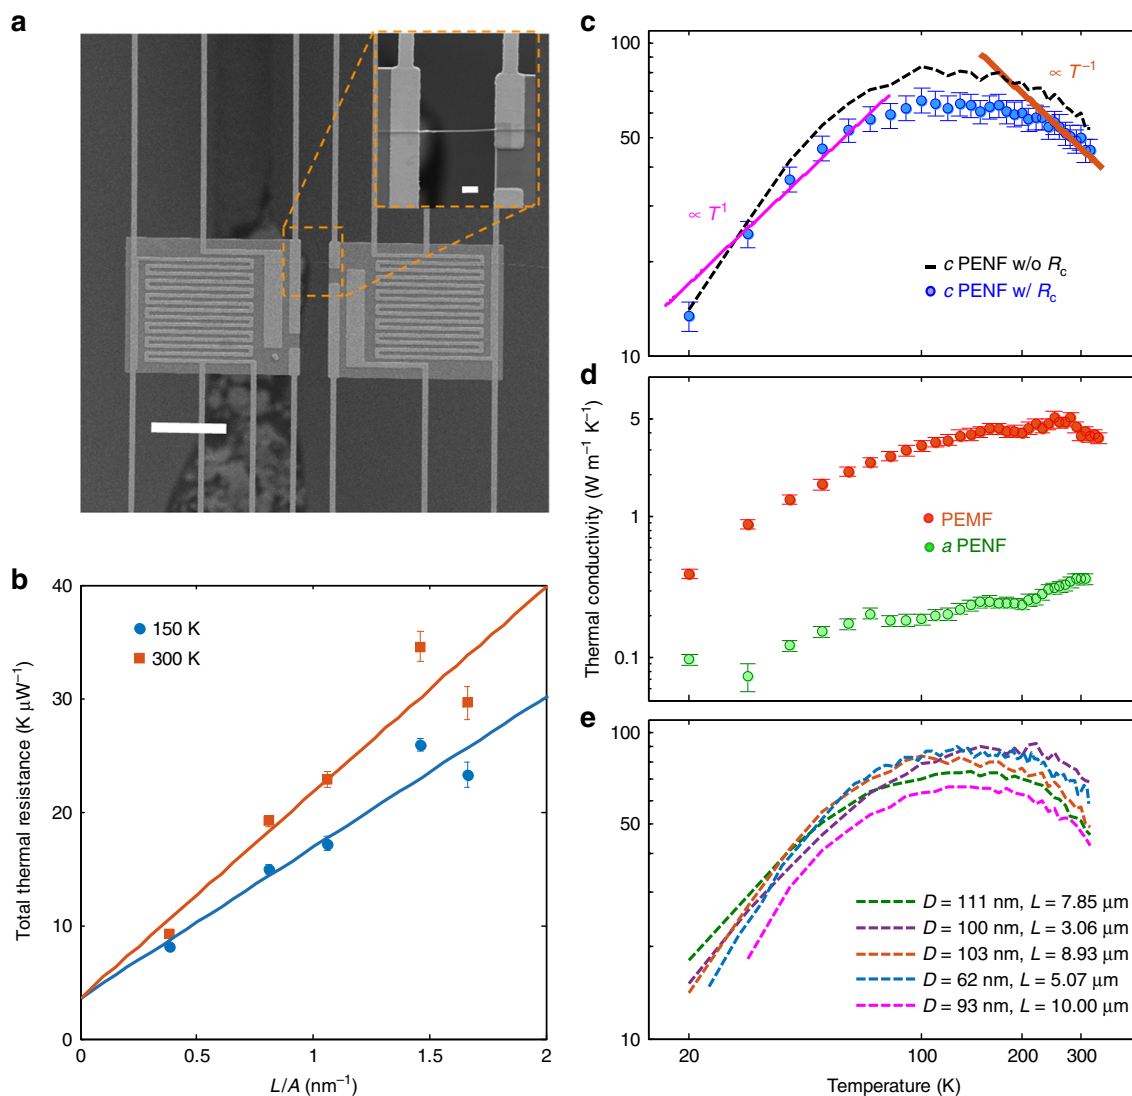 a
b
40
30
20
10
0
0
0.5
1
1.5
2
150 K
300 K
Total thermal resistance (K µW⁻¹)
L/A (nm⁻¹)
c
100
50
10
∝ T⁻¹
∝ T¹
c PENF w/o Rc
c PENF w/ Rc
d
5
1
0.1
PEMF
a PENF
Thermal conductivity (W m⁻¹ K⁻¹)
e
100
50
10
D = 111 nm, L = 7.85 µm
D = 100 nm, L = 3.06 µm
D = 103 nm, L = 8.93 µm
D = 62 nm, L = 5.07 µm
D = 93 nm, L = 10.00 µm
20
100
200
300
Temperature (K)